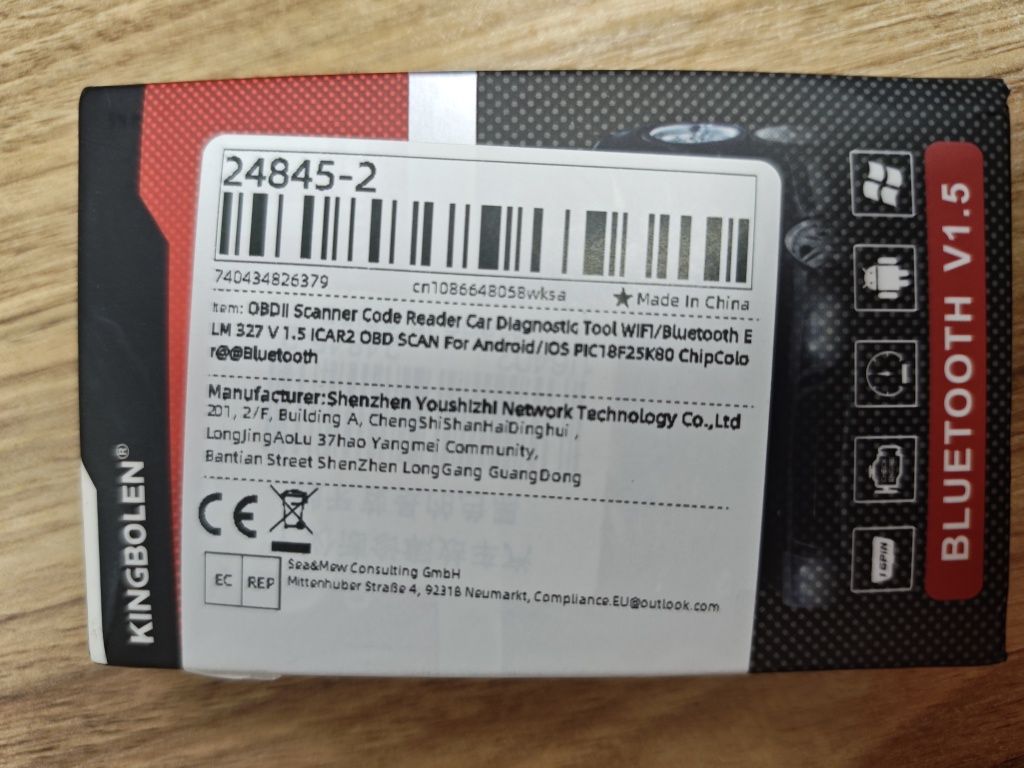 24845-2
740434826379
cn1086648058wksa
★ Made In China
Item: OBDII Scanner Code Reader Car Diagnostic Tool WIFI/Bluetooth E
LM 327 V 1.5 ICAR2 OBD SCAN For Android/IOS PIC18F25K80 ChipColo
r@@Bluetooth
Manufacturer:Shenzhen Youshizhi Network Technology Co.,Ltd
201, 2/F, Building A, ChengShiShanHaiDinghui ,
LongJingAoLu 37hao Yangmei Community,
Bantian Street ShenZhen LongGang GuangDong
CE
EC REP
Sea&Mew Consulting GmbH
Mittenhuber Straße 4, 92318 Neumarkt, Compliance.EU@outlook.com
KINGBOLEN®
16PIN
BLUETOOTH V1.5